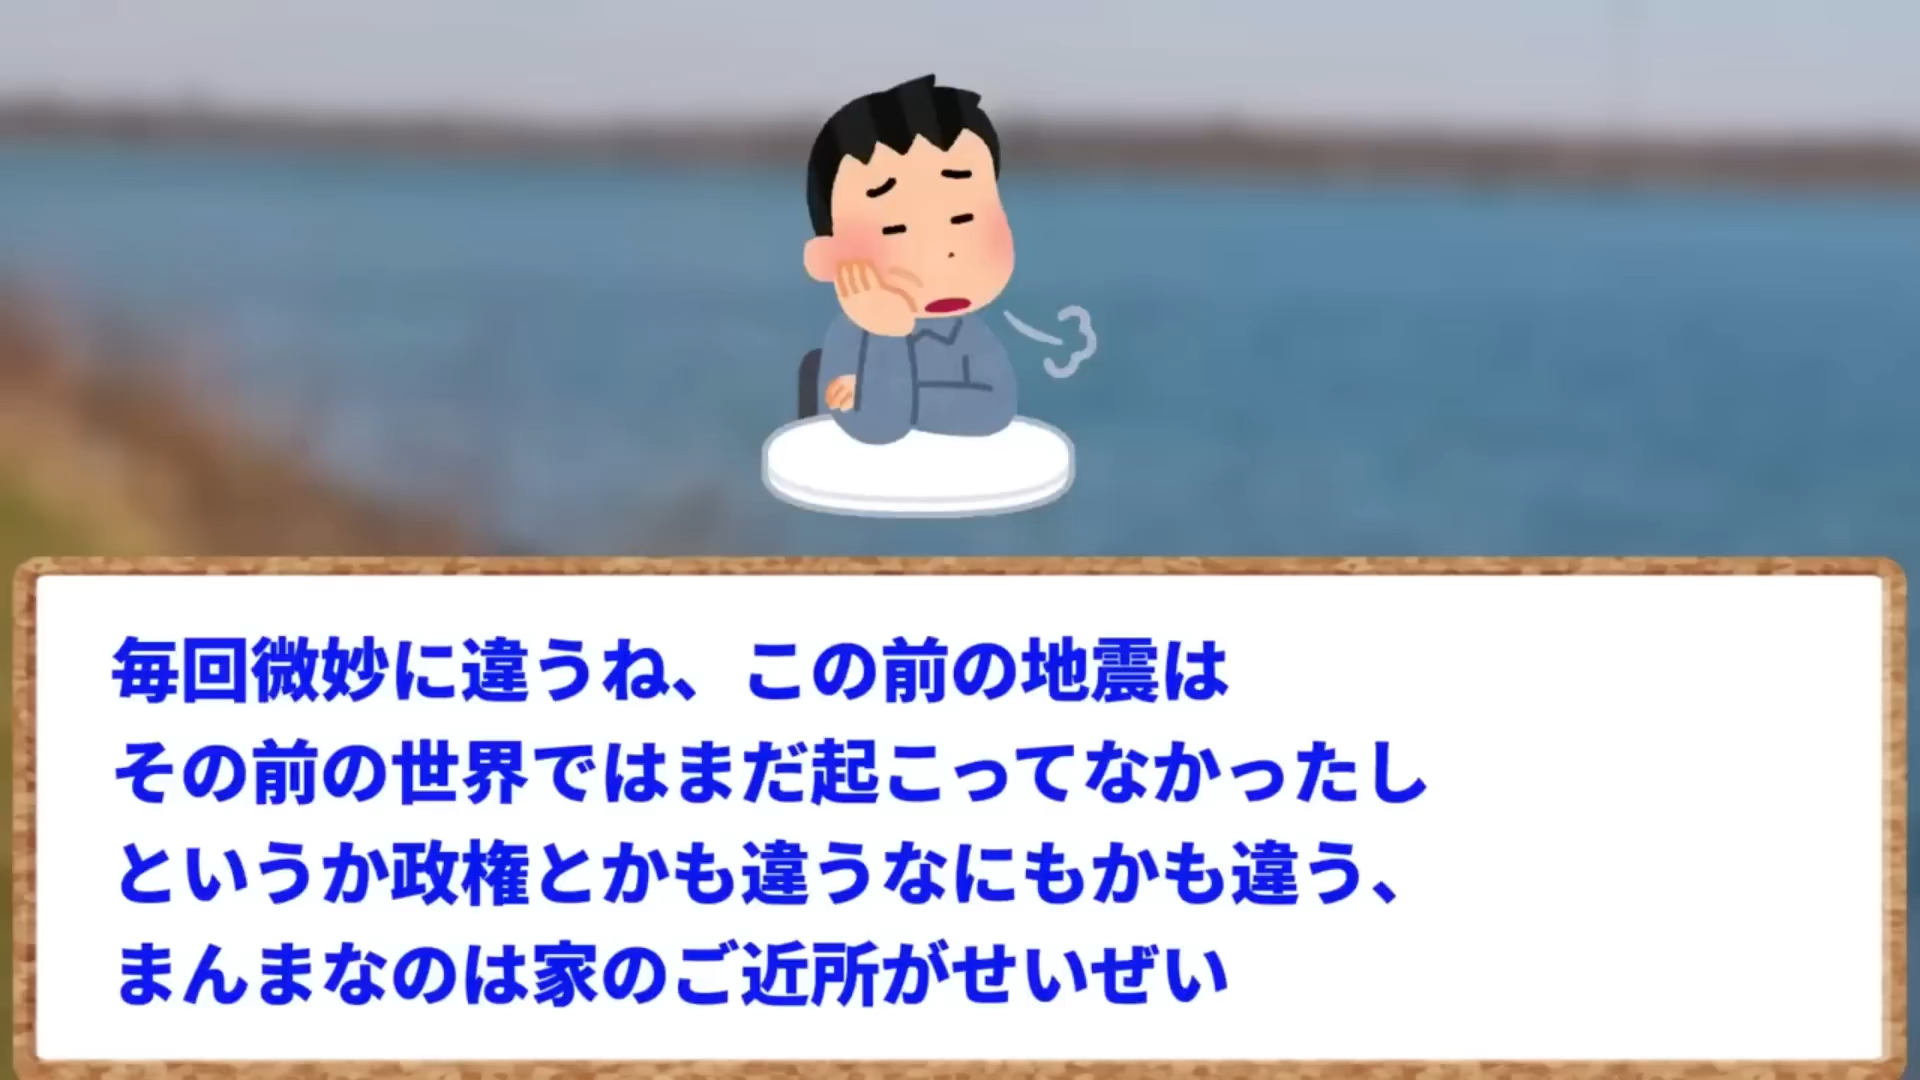 毎回微妙に違うね、この前の地震は
その前の世界ではまだ起こってなかったし
というか政権とかも違うなにもかも違う、
まんまなのは家のご近所がせいぜい